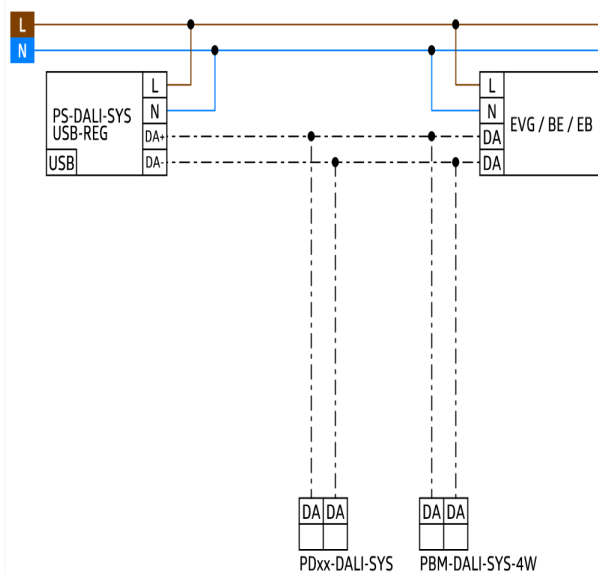 L
N
PS-DALI-SYS
USB-REG
USB
L
N
DA+
DA-
L
N
DA
DA
EVG / BE / EB
DA DA
DA DA
PDxx-DALI-SYS
PBM-DALI-SYS-4W